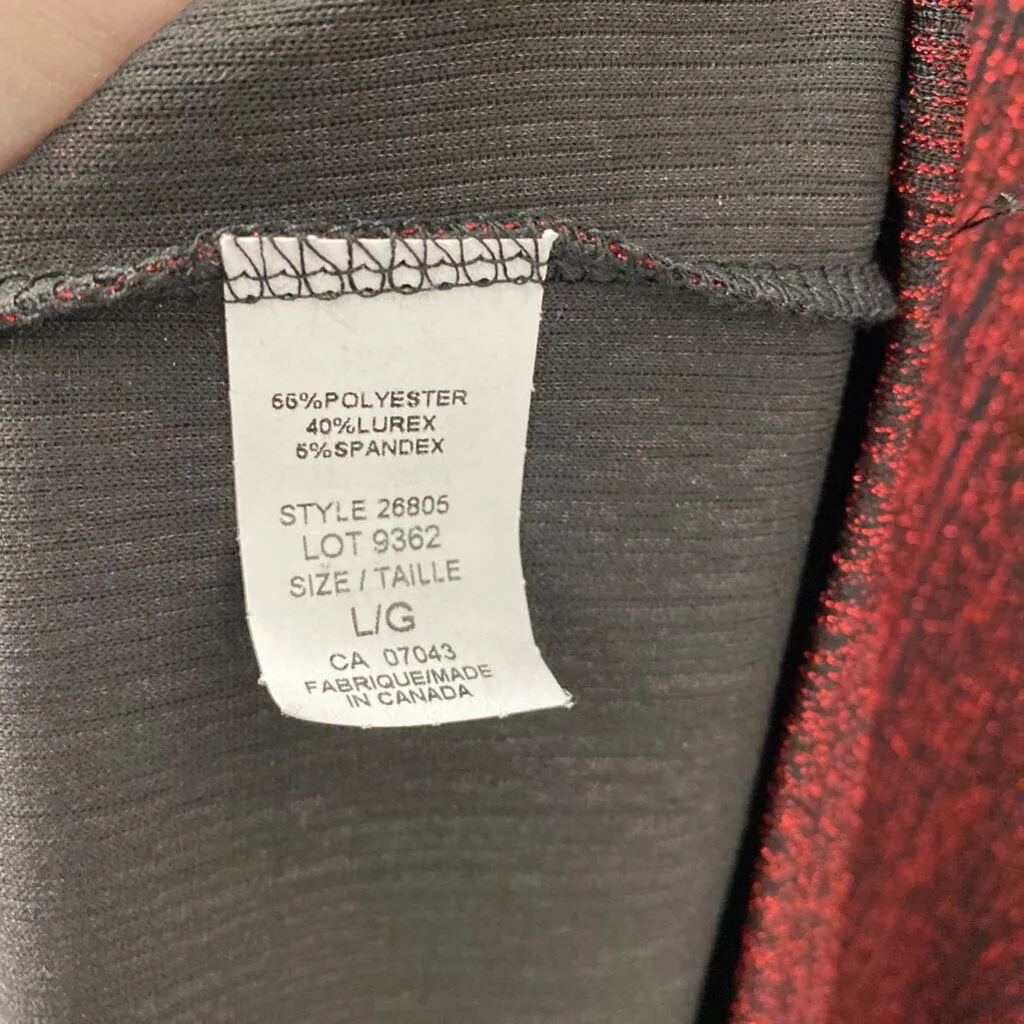 55%POLYESTER
40%LUREX
5%SPANDEX
STYLE 26805
LOT 9362
SIZE / TAILLE
L/G
CA 07043
FABRIQUE/MADE
IN CANADA